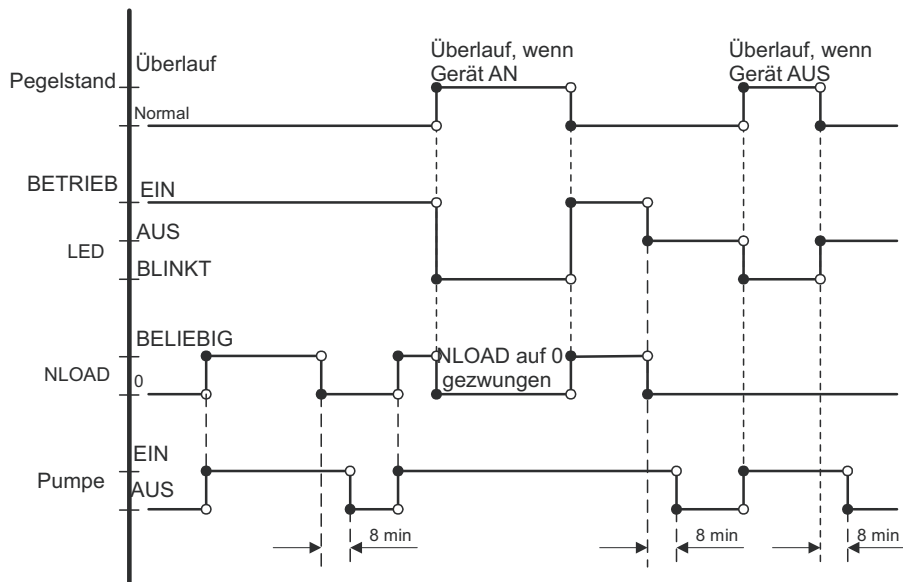 Überlauf
Überlauf, wenn
Gerät AN
Überlauf, wenn
Gerät AUS
Pegelstand
Normal
BETRIEB
EIN
AUS
LED
BLINKT
BELIEBIG
NLOAD
0
NLOAD auf 0
gezwungen
EIN
Pumpe
AUS
8 min
8 min
8 min